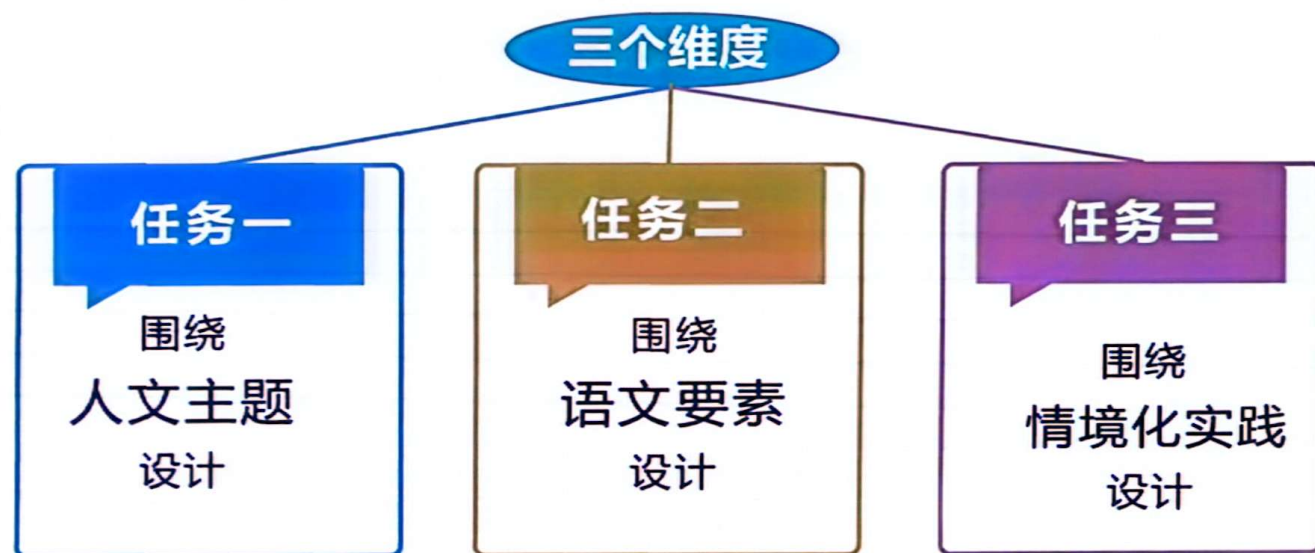 三个维度
任务一
围绕
人文主题
设计
任务二
围绕
语文要素
设计
任务三
围绕
情境化实践
设计